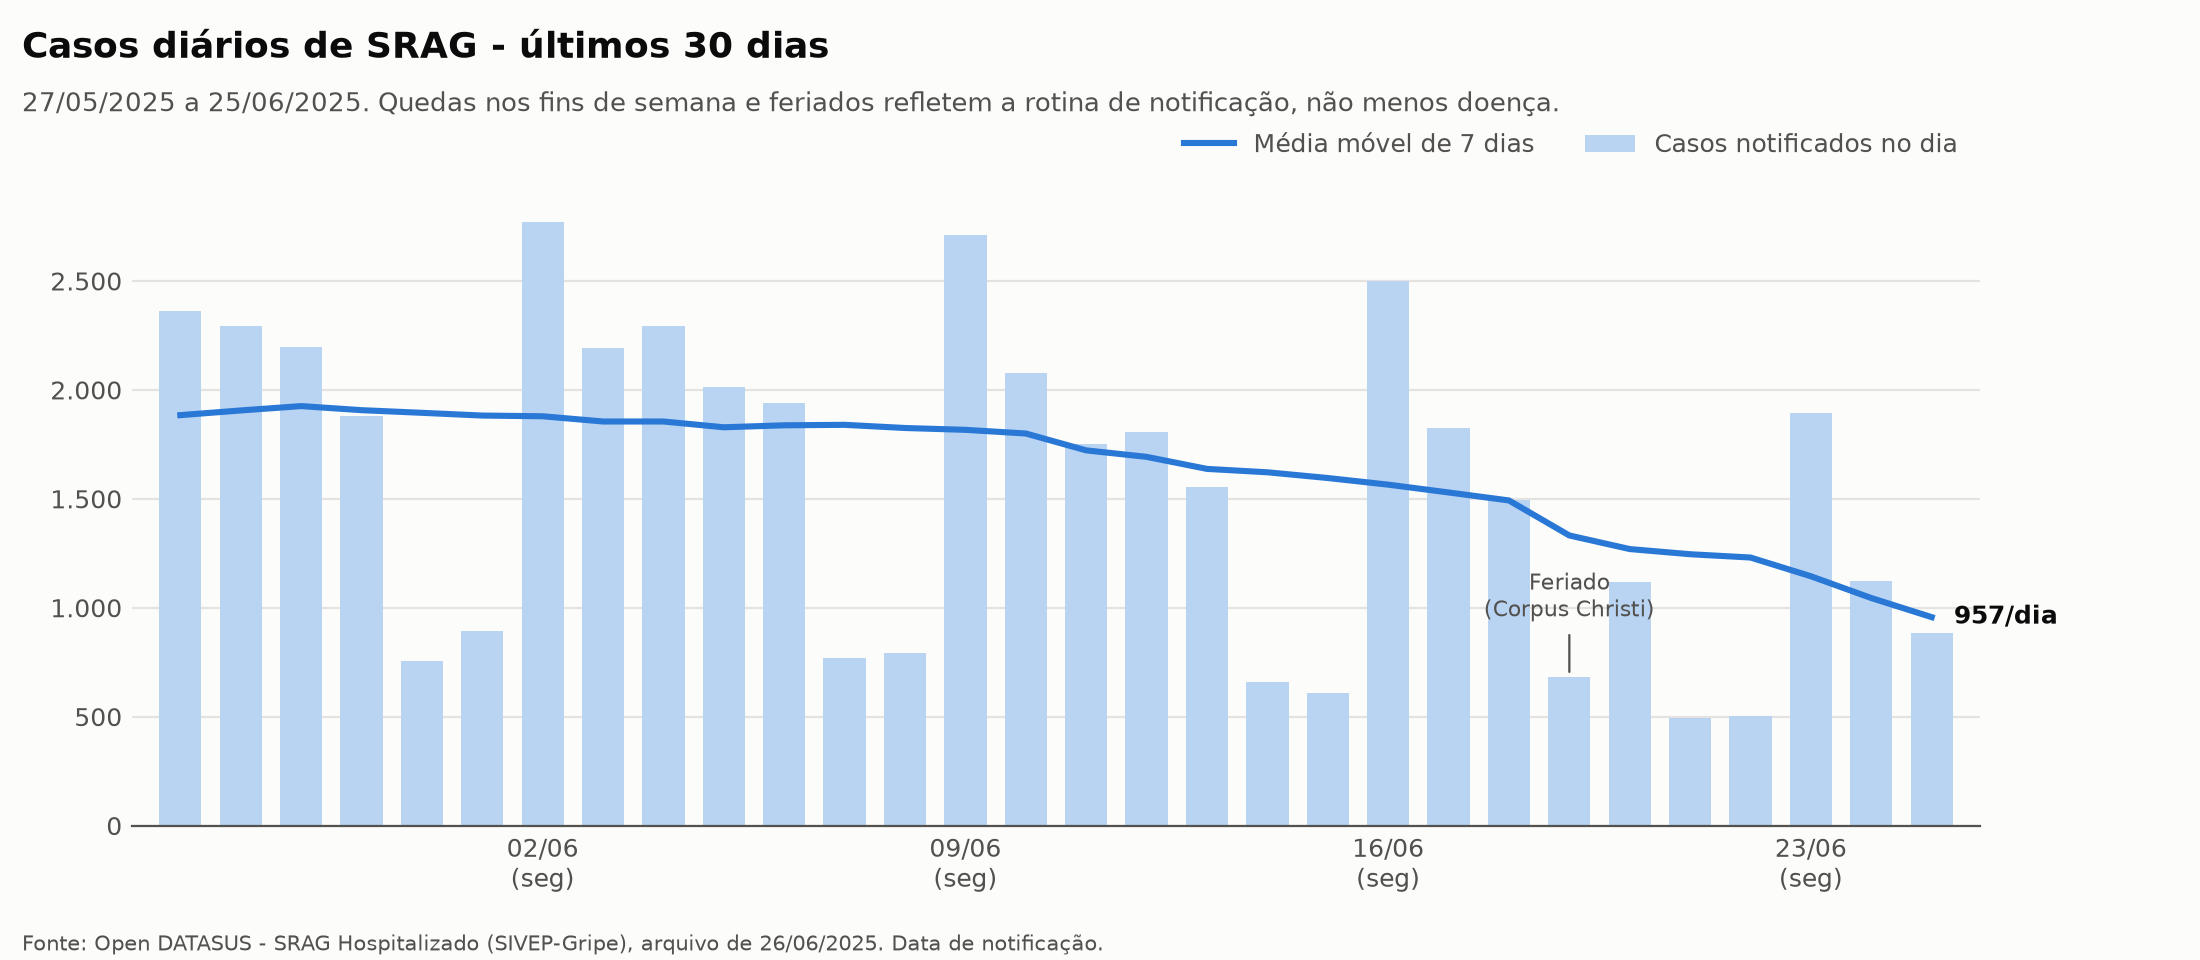 Casos diários de SRAG - últimos 30 dias
27/05/2025 a 25/06/2025. Quedas nos fins de semana e feriados refletem a rotina de notificação, não menos doença.
Média móvel de 7 dias
Casos notificados no dia
2.500
2.000
1.500
1.000
500
0
Feriado
(Corpus Christi)
957/dia
02/06
(seg)
09/06
(seg)
16/06
(seg)
23/06
(seg)
Fonte: Open DATASUS - SRAG Hospitalizado (SIVEP-Gripe), arquivo de 26/06/2025. Data de notificação.